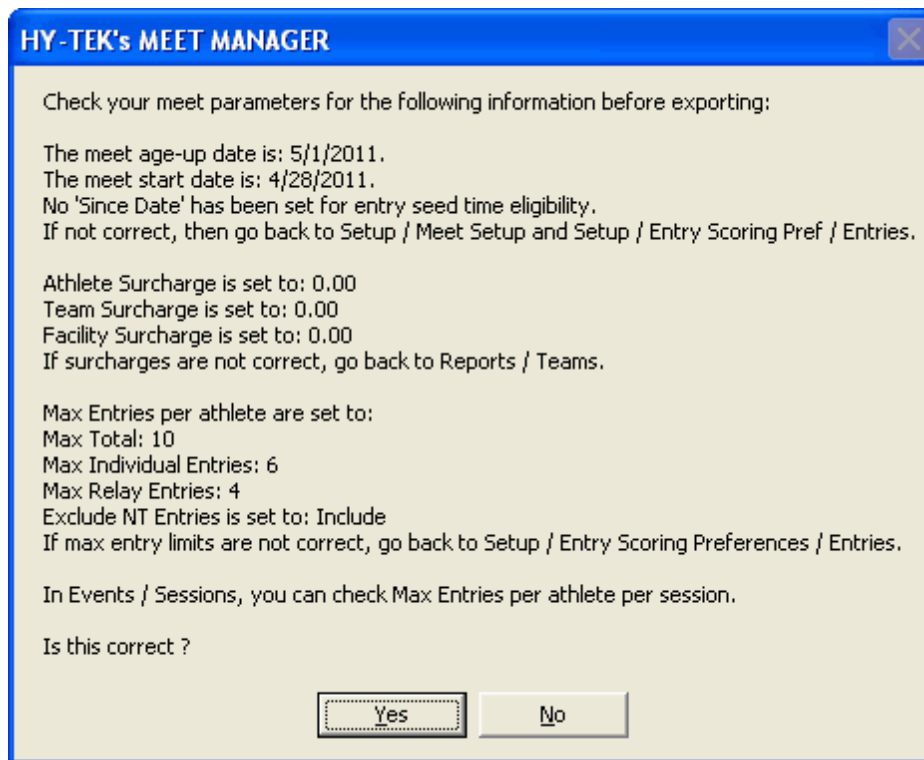 HY-TEK's MEET MANAGER
Check your meet parameters for the following information before exporting:
The meet age-up date is: 5/1/2011.
The meet start date is: 4/28/2011.
No 'Since Date' has been set for entry seed time eligibility.
If not correct, then go back to Setup / Meet Setup and Setup / Entry Scoring Pref / Entries.
Athlete Surcharge is set to: 0.00
Team Surcharge is set to: 0.00
Facility Surcharge is set to: 0.00
If surcharges are not correct, go back to Reports / Teams.
Max Entries per athlete are set to:
Max Total: 10
Max Individual Entries: 6
Max Relay Entries: 4
Exclude NT Entries is set to: Include
If max entry limits are not correct, go back to Setup / Entry Scoring Preferences / Entries.
In Events / Sessions, you can check Max Entries per athlete per session.
Is this correct ?
Yes No